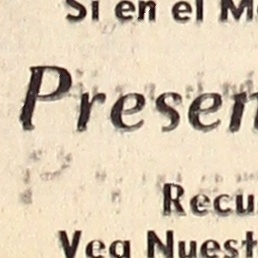 Si en el M
Presen
Recu
Vea Nuest